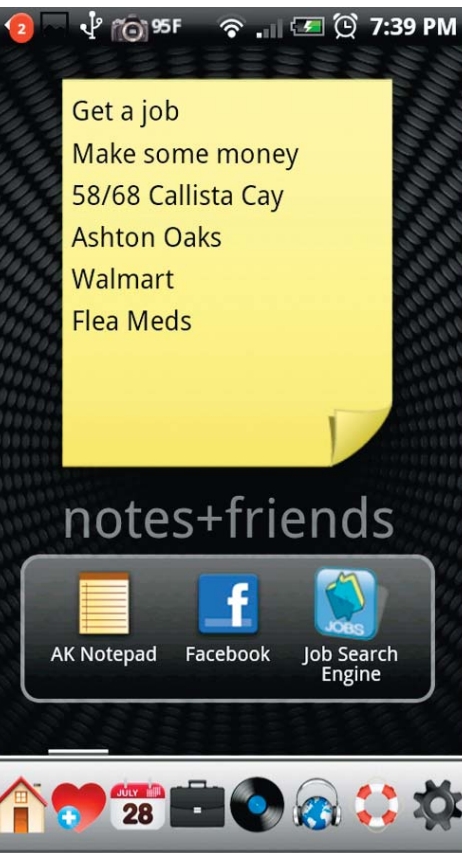 2 95F 7:39 PM
Get a job
Make some money
58/68 Callista Cay
Ashton Oaks
Walmart
Flea Meds
notes+friends
JOBS
AK Notepad Facebook Job Search
Engine
JULY
28